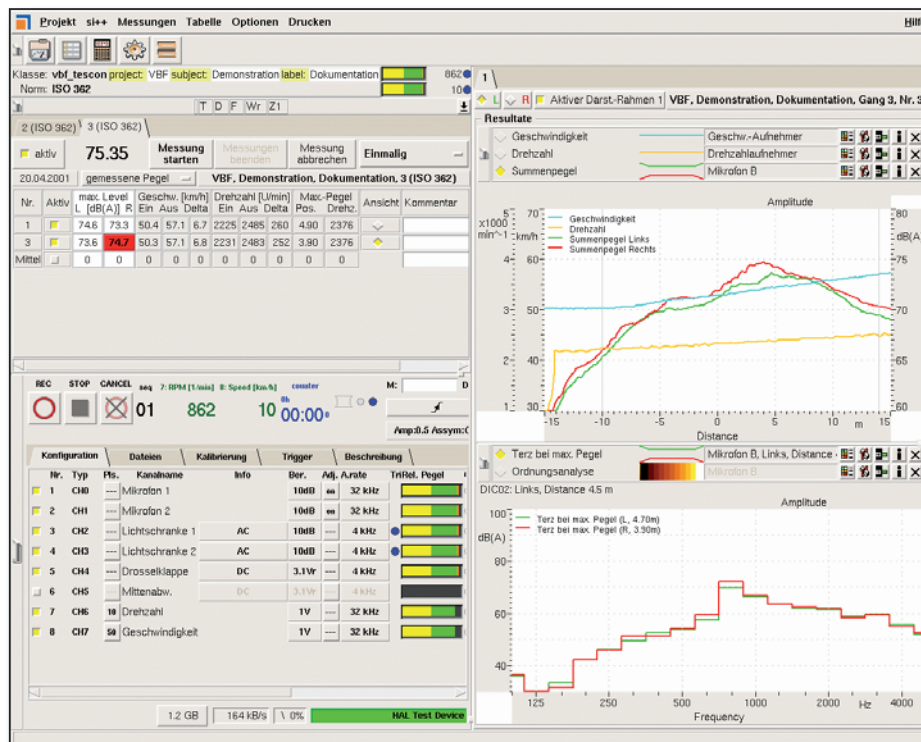 Projekt si++ Messungen Tabelle Optionen Drucken Hilf
Klasse: vbf_tescon project: VBF subject: Demonstration label: Dokumentation 862
Norm: ISO 362 10
T D F Wr Z1
2 (ISO 362) 3 (ISO 362)
aktiv 75.35 Messung starten Messungen beenden Messung abbrechen Einmalig
20.04.2001 gemessene Pegel VBF, Demonstration, Dokumentation, 3 (ISO 362)
Nr. Aktiv max. Level L [dB(A)] R Geschw. [km/h] Ein Aus Delta Drehzahl [U/min] Ein Aus Delta Max.-Pegel Pos. Drehz. Ansicht Kommentar
1 74.6 73.3 50.4 57.1 6.7 2225 2485 260 4.90 2376
3 73.6 74.7 50.3 57.1 6.8 2231 2483 252 3.90 2376
Mittel 0 0 0 0 0 0 0 0 0 0
REC STOP CANCEL seq 7: RPM [1/min] 8: Speed [km/h] counter M: D
01 862 10 0h 00:00
Amp:0.5 Assym:0
Konfiguration Dateien Kalibrierung Trigger Beschreibung
Nr. Typ Pls. Kanalname Info Ber. Adj. A.rate Tri Rel. Pegel
1 CH0 --- Mikrofon 1 10dB en 32 kHz
2 CH1 --- Mikrofon 2 10dB en 32 kHz
3 CH2 --- Lichtschranke 1 AC 10dB --- 4 kHz
4 CH3 --- Lichtschranke 2 AC 10dB --- 4 kHz
5 CH4 --- Drosselklappe DC 3.1Vr --- 4 kHz
6 CH5 --- Mittenabw. DC 3.1Vr --- 4 kHz
7 CH6 10 Drehzahl 1V --- 32 kHz
8 CH7 50 Geschwindigkeit 1V --- 32 kHz
1.2 GB 164 kB/s \ 0% HAL Test Device
1
L R Aktiver Darst.-Rahmen 1 VBF, Demonstration, Dokumentation, Gang 3, Nr. 3
Resultate
Geschwindigkeit Geschw.-Aufnehmer
Drehzahl Drehzahlaufnehmer
Summenpegel Mikrofon B
Amplitude
x1000 min^-1 km/h dB(A)
5 70 80
4 60 75
3 50 70
2 40 65
1 30 60
Geschwindigkeit
Drehzahl
Summenpegel Links
Summenpegel Rechts
-15 -10 -5 0 5 10 m 15
Distance
Terz bei max. Pegel Mikrofon B, Links, Distance
Ordnungsanalyse Mikrofon B
DIC02: Links, Distance 4.5 m
Amplitude
100
dB(A)
80
60
40
Terz bei max. Pegel (L, 4.70m)
Terz bei max. Pegel (R, 3.90m)
125 250 500 1000 Hz 2000 4000
Frequency